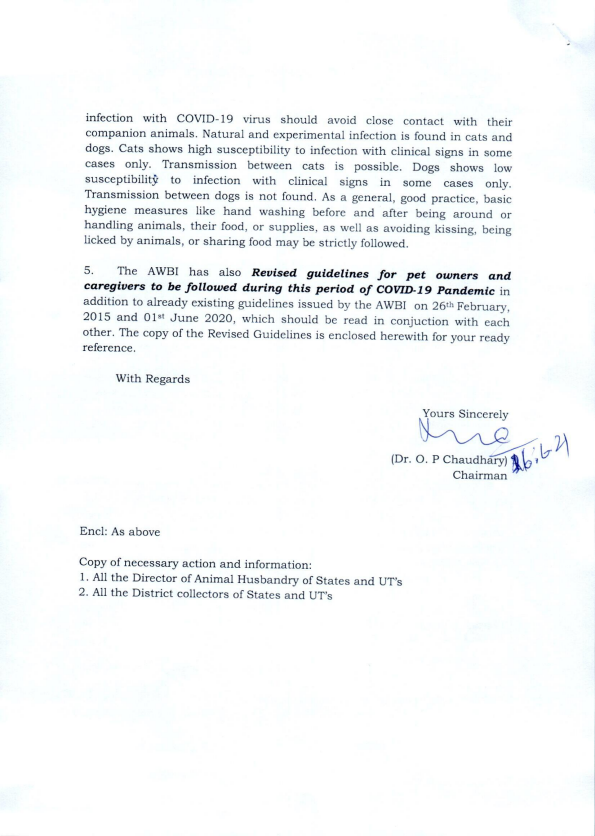 infection with COVID-19 virus should avoid close contact with their
companion animals. Natural and experimental infection is found in cats and
dogs. Cats shows high susceptibility to infection with clinical signs in some
cases only. Transmission between cats is possible. Dogs shows low
susceptibility to infection with clinical signs in some cases only.
Transmission between dogs is not found. As a general, good practice, basic
hygiene measures like hand washing before and after being around or
handling animals, their food, or supplies, as well as avoiding kissing, being
licked by animals, or sharing food may be strictly followed.
5. The AWBI has also Revised guidelines for pet owners and
caregivers to be followed during this period of COVID-19 Pandemic in
addition to already existing guidelines issued by the AWBI on 26th February,
2015 and 01st June 2020, which should be read in conjuction with each
other. The copy of the Revised Guidelines is enclosed herewith for your ready
reference.
With Regards
Yours Sincerely
(Dr. O. P Chaudhary)
Chairman
Encl: As above
Copy of necessary action and information:
1. All the Director of Animal Husbandry of States and UT's
2. All the District collectors of States and UT's